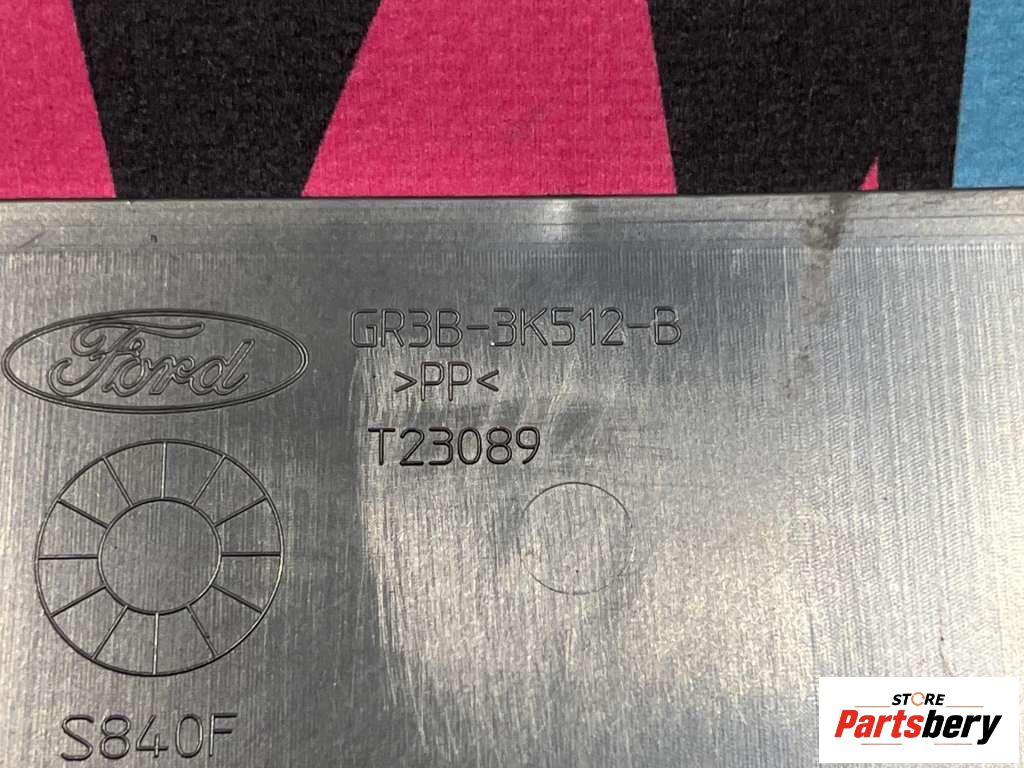 Ford
GR3B-3K512-B
>PP<
T23089
S840F
STORE
Partsbery